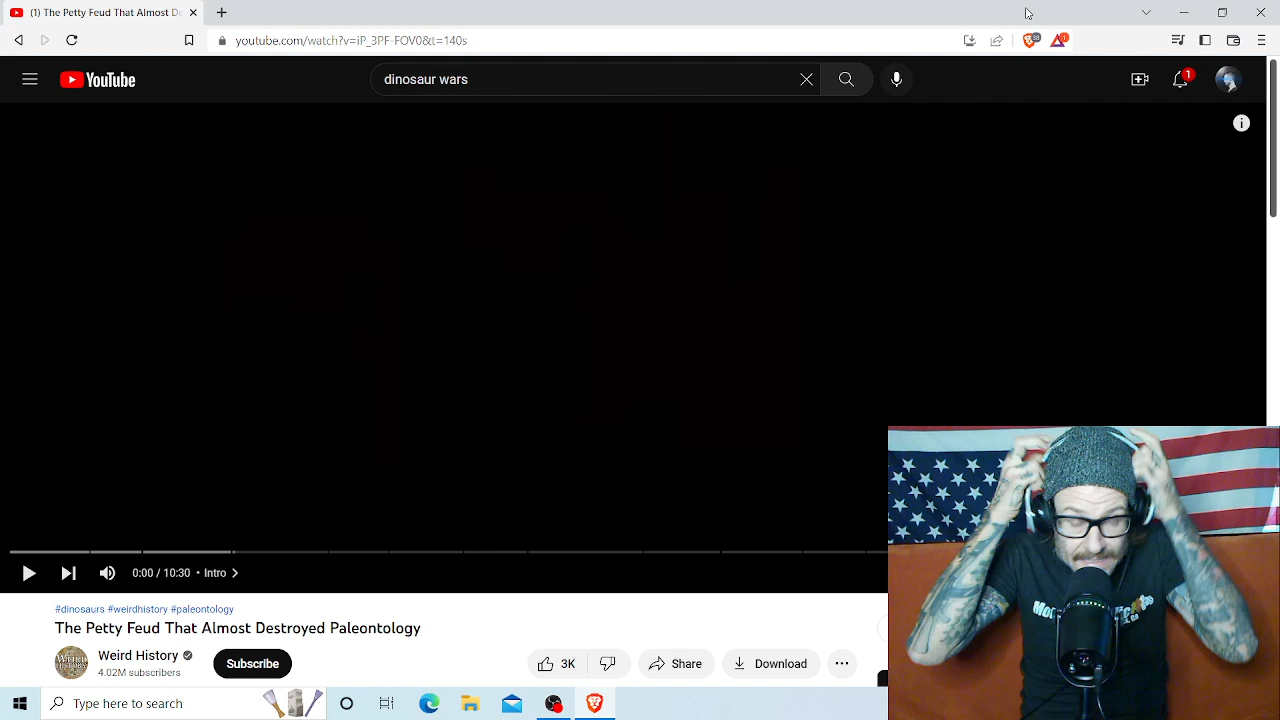 (1) The Petty Feud That Almost De
youtube.com/watch?v=iP_3PF-FOV0&t=140s
YouTube
dinosaur wars
1
0:00 / 10:30 • Intro
#dinosaurs #weirdhistory #paleontology
The Petty Feud That Almost Destroyed Paleontology
Weird History
4.02M subscribers
Subscribe
3K
Share
Download
Type here to search